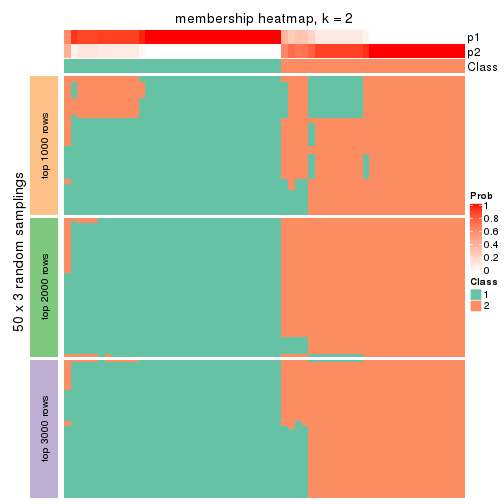 membership heatmap, k = 2
p1
p2
Class
50 x 3 random samplings
top 1000 rows
top 2000 rows
top 3000 rows
Prob
1
0.8
0.6
0.4
0.2
0
Class
1
2